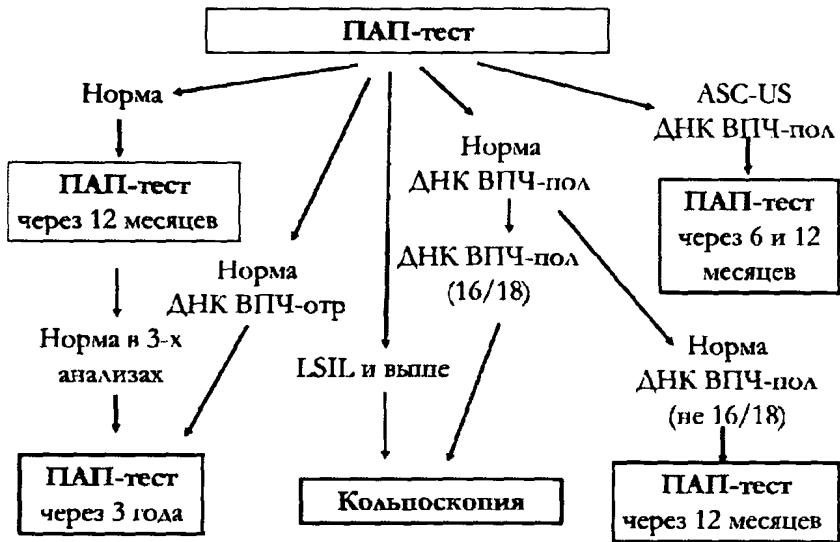 ПАП-тест
Норма
ПАП-тест
через 12 месяцев
Норма в 3-х
анализах
ПАП-тест
через 3 года
Норма
ДНК ВПЧ-отр
LSIL и выше
Кольпоскопия
Норма
ДНК ВПЧ-пол
ДНК ВПЧ-пол
(16/18)
Норма
ДНК ВПЧ-пол
(не 16/18)
ПАП-тест
через 12 месяцев
ASC-US
ДНК ВПЧ-пол
ПАП-тест
через 6 и 12
месяцев